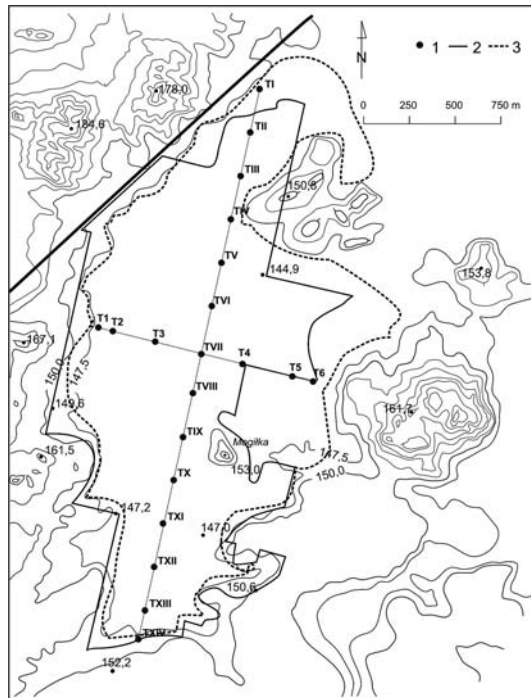 N
1 2 3
0 250 500 750 m
178,0
184,6
TI
TII
TIII
150,8
TIV
TV
144,9
153,8
TVI
T1
T2
T3
167,1
TVII
T4
T5
T6
150,0
147,5
149,6
TVIII
161,7
TIX
Mogiłka
153,0
147,5
150,0
161,5
TX
147,2
TXI
147,0
TXII
150,6
TXIII
TXIV
152,2